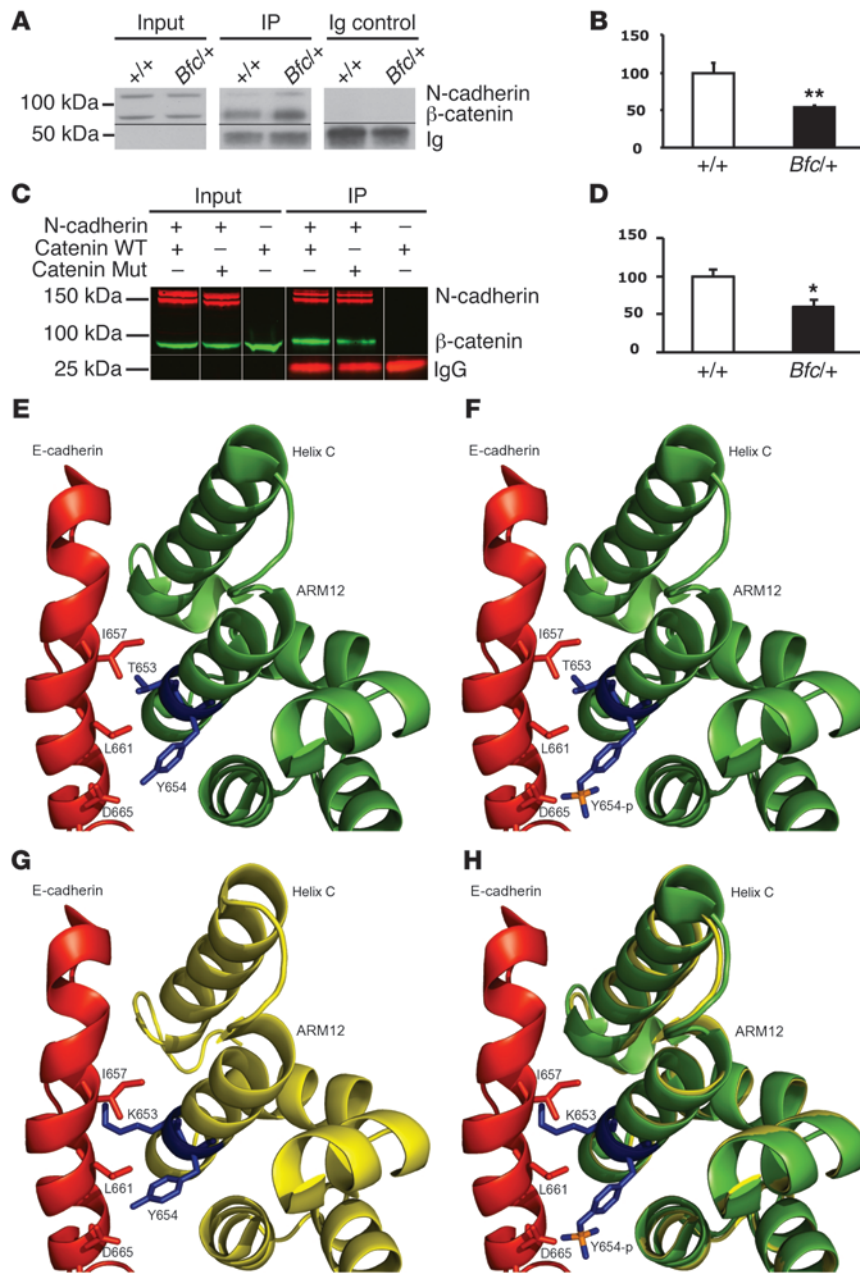 A
Input IP Ig control
+/+ Bfc/+ +/+ Bfc/+ +/+ Bfc/+
100 kDa
50 kDa
N-cadherin
β-catenin
Ig
B
150
100
50
0
**
+/+ Bfc/+
C
Input IP
N-cadherin + + − + + −
Catenin WT + − + + − +
Catenin Mut − + − − + −
150 kDa
100 kDa
25 kDa
N-cadherin
β-catenin
IgG
D
150
100
50
0
*
+/+ Bfc/+
E
E-cadherin
Helix C
ARM12
I657
T653
L661
Y654
D665
F
E-cadherin
Helix C
ARM12
I657
T653
L661
D665
Y654-p
G
E-cadherin
Helix C
ARM12
I657
K653
L661
Y654
D665
H
E-cadherin
Helix C
ARM12
I657
K653
L661
D665
Y654-p